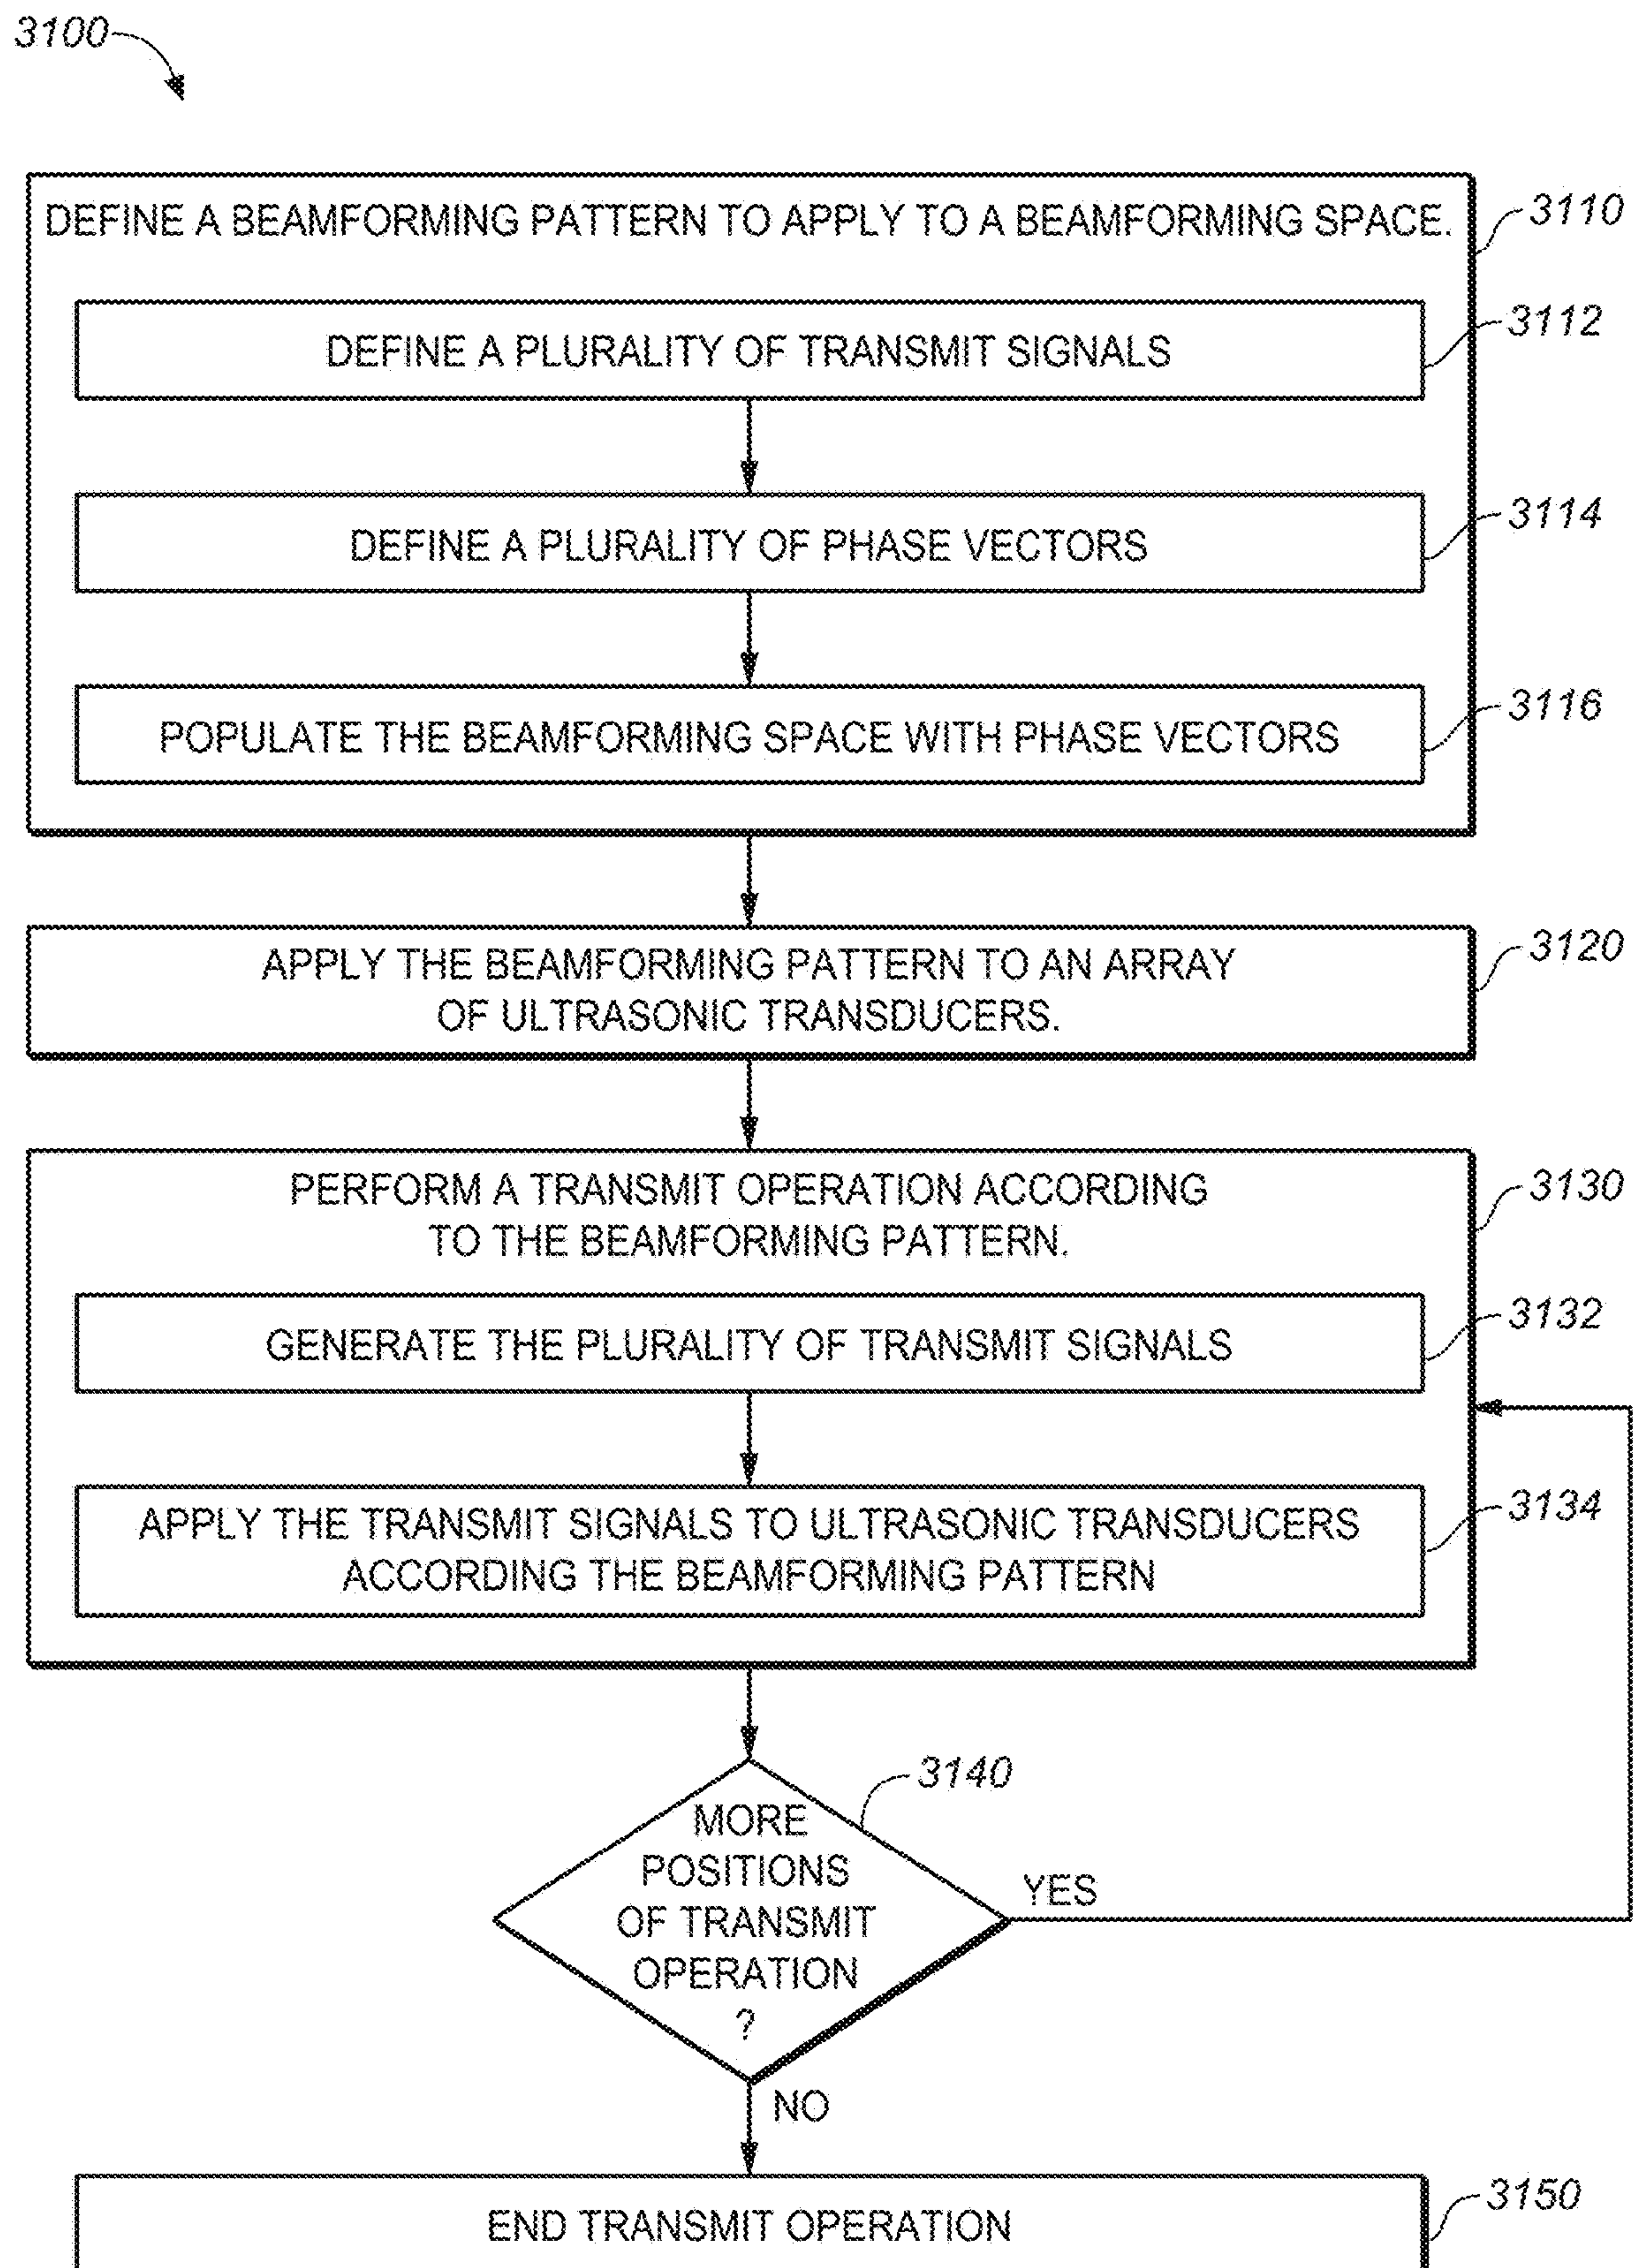 3100
DEFINE A BEAMFORMING PATTERN TO APPLY TO A BEAMFORMING SPACE.
3110
DEFINE A PLURALITY OF TRANSMIT SIGNALS
3112
DEFINE A PLURALITY OF PHASE VECTORS
3114
POPULATE THE BEAMFORMING SPACE WITH PHASE VECTORS
3116
APPLY THE BEAMFORMING PATTERN TO AN ARRAY
OF ULTRASONIC TRANSDUCERS.
3120
PERFORM A TRANSMIT OPERATION ACCORDING
TO THE BEAMFORMING PATTERN.
3130
GENERATE THE PLURALITY OF TRANSMIT SIGNALS
3132
APPLY THE TRANSMIT SIGNALS TO ULTRASONIC TRANSDUCERS
ACCORDING THE BEAMFORMING PATTERN
3134
3140
MORE
POSITIONS
OF TRANSMIT
OPERATION
?
YES
NO
END TRANSMIT OPERATION
3150